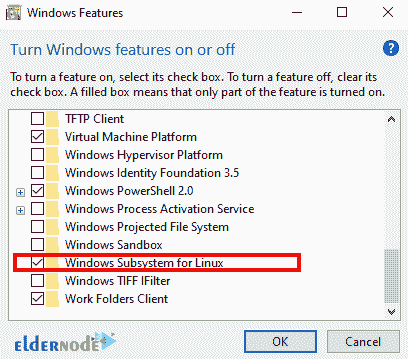 Windows Features
Turn Windows features on or off
To turn a feature on, select its check box. To turn a feature off, clear its
check box. A filled box means that only part of the feature is turned on.
TFTP Client
Virtual Machine Platform
Windows Hypervisor Platform
Windows Identity Foundation 3.5
Windows PowerShell 2.0
Windows Process Activation Service
Windows Projected File System
Windows Sandbox
Windows Subsystem for Linux
Windows TIFF IFilter
Work Folders Client
eldernode
OK
Cancel